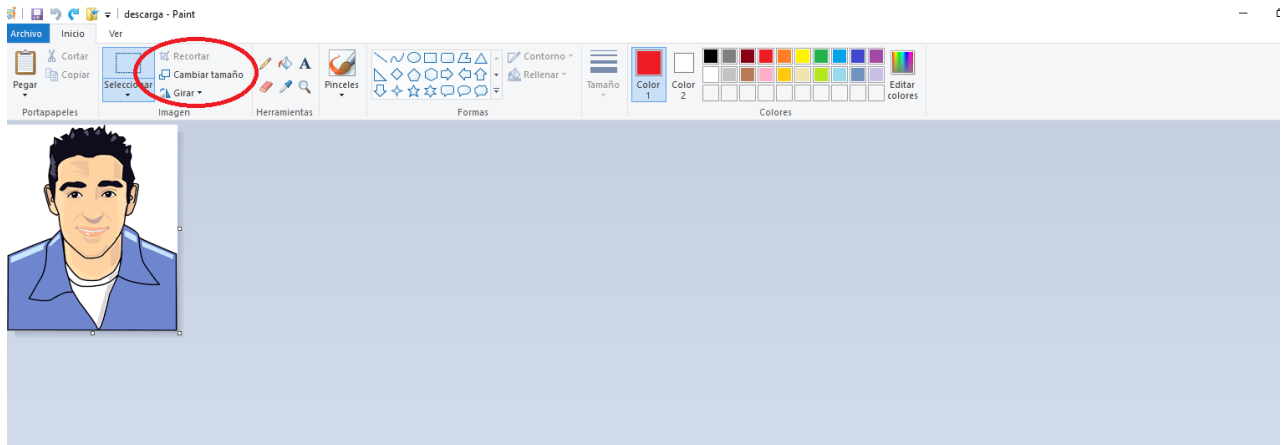 descarga - Paint
Archivo Inicio Ver
Pegar
Cortar
Copiar
Portapapeles
Seleccionar
Recortar
Cambiar tamaño
Girar
Imagen
A
Herramientas
Pinceles
Contorno
Rellenar
Formas
Tamaño
Color 
1
Color 
2
Editar
colores
Colores